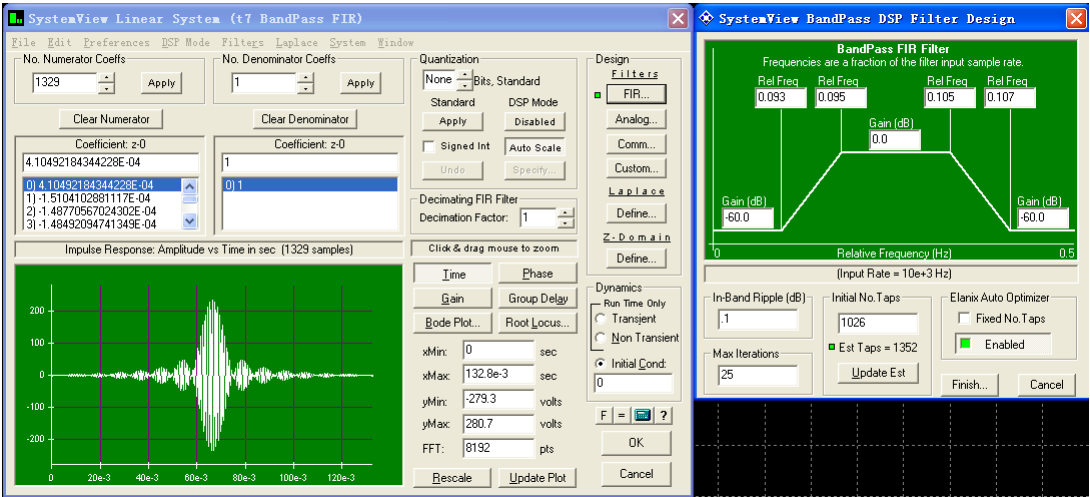 SystemView Linear System (t7 BandPass FIR)
File Edit Preferences DSP Mode Filters Laplace System Window
No. Numerator Coeffs
1329
Apply
No. Denominator Coeffs
1
Apply
Clear Numerator
Clear Denominator
Coefficient: z-0
4.10492184344228E-04
0) 4.10492184344228E-04
1) -1.5104102881117E-04
2) -1.48770567024302E-04
3) -1.48492094741349E-04
Coefficient: z-0
1
0) 1
Quantization
None Bits, Standard
Standard DSP Mode
Apply Disabled
Signed Int Auto Scale
Undo Specify...
Decimating FIR Filter
Decimation Factor: 1
Design
Filters
FIR...
Analog...
Comm...
Custom...
Laplace
Define...
Z-Domain
Define...
Impulse Response: Amplitude vs Time in sec (1329 samples)
200
100
0
-100
-200
0 20e-3 40e-3 60e-3 80e-3 100e-3 120e-3
Click & drag mouse to zoom
Time Phase
Gain Group Delay
Bode Plot... Root Locus...
xMin: 0 sec
xMax: 132.8e-3 sec
yMin: -279.3 volts
yMax: 280.7 volts
FFT: 8192 pts
Rescale Update Plot
Dynamics
Run Time Only
Transient
Non Transient
Initial Cond:
0
F = ?
OK
Cancel
SystemView BandPass DSP Filter Design
BandPass FIR Filter
Frequencies are a fraction of the filter input sample rate.
Rel Freq Rel Freq Rel Freq Rel Freq
0.093 0.095 0.105 0.107
Gain (dB)
0.0
Gain (dB) Gain (dB)
-60.0 -60.0
0 Relative Frequency (Hz) 0.5
(Input Rate = 10e+3 Hz)
In-Band Ripple (dB)
.1
Max Iterations
25
Initial No.Taps
1026
Est Taps = 1352
Update Est
Elanix Auto Optimizer
Fixed No.Taps
Enabled
Finish... Cancel